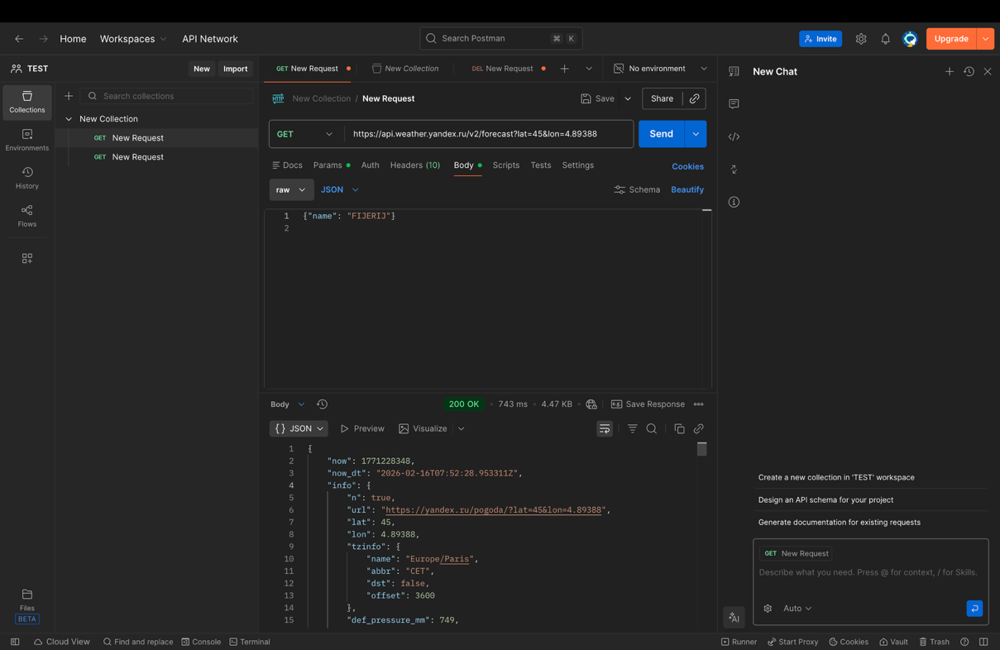 Home Workspaces API Network Search Postman ⌘ K Invite Upgrade
TEST New Import
GET New Request New Collection DEL New Request No environment
New Chat
Collections
Environments
History
Flows
Files
BETA
Search collections
New Collection
GET New Request
GET New Request
HTTP New Collection / New Request Save Share
GET https://api.weather.yandex.ru/v2/forecast?lat=45&lon=4.89388 Send
Docs Params Auth Headers (10) Body Scripts Tests Settings Cookies
raw JSON Schema Beautify
1 {"name": "FIJERIJ"}
2
Body 200 OK • 743 ms • 4.47 KB • e.g. Save Response
{} JSON Preview Visualize
1 {
2 "now": 1771228348,
3 "now_dt": "2026-02-16T07:52:28.953311Z",
4 "info": {
5 "n": true,
6 "url": "https://yandex.ru/pogoda/?lat=45&lon=4.89388",
7 "lat": 45,
8 "lon": 4.89388,
9 "tzinfo": {
10 "name": "Europe/Paris",
11 "abbr": "CET",
12 "dst": false,
13 "offset": 3600
14 },
15 "def_pressure_mm": 749,
Create a new collection in 'TEST' workspace
Design an API schema for your project
Generate documentation for existing requests
GET New Request
Describe what you need. Press @ for context, / for Skills.
Auto
AI
Cloud View Find and replace Console Terminal Runner Start Proxy Cookies Vault Trash